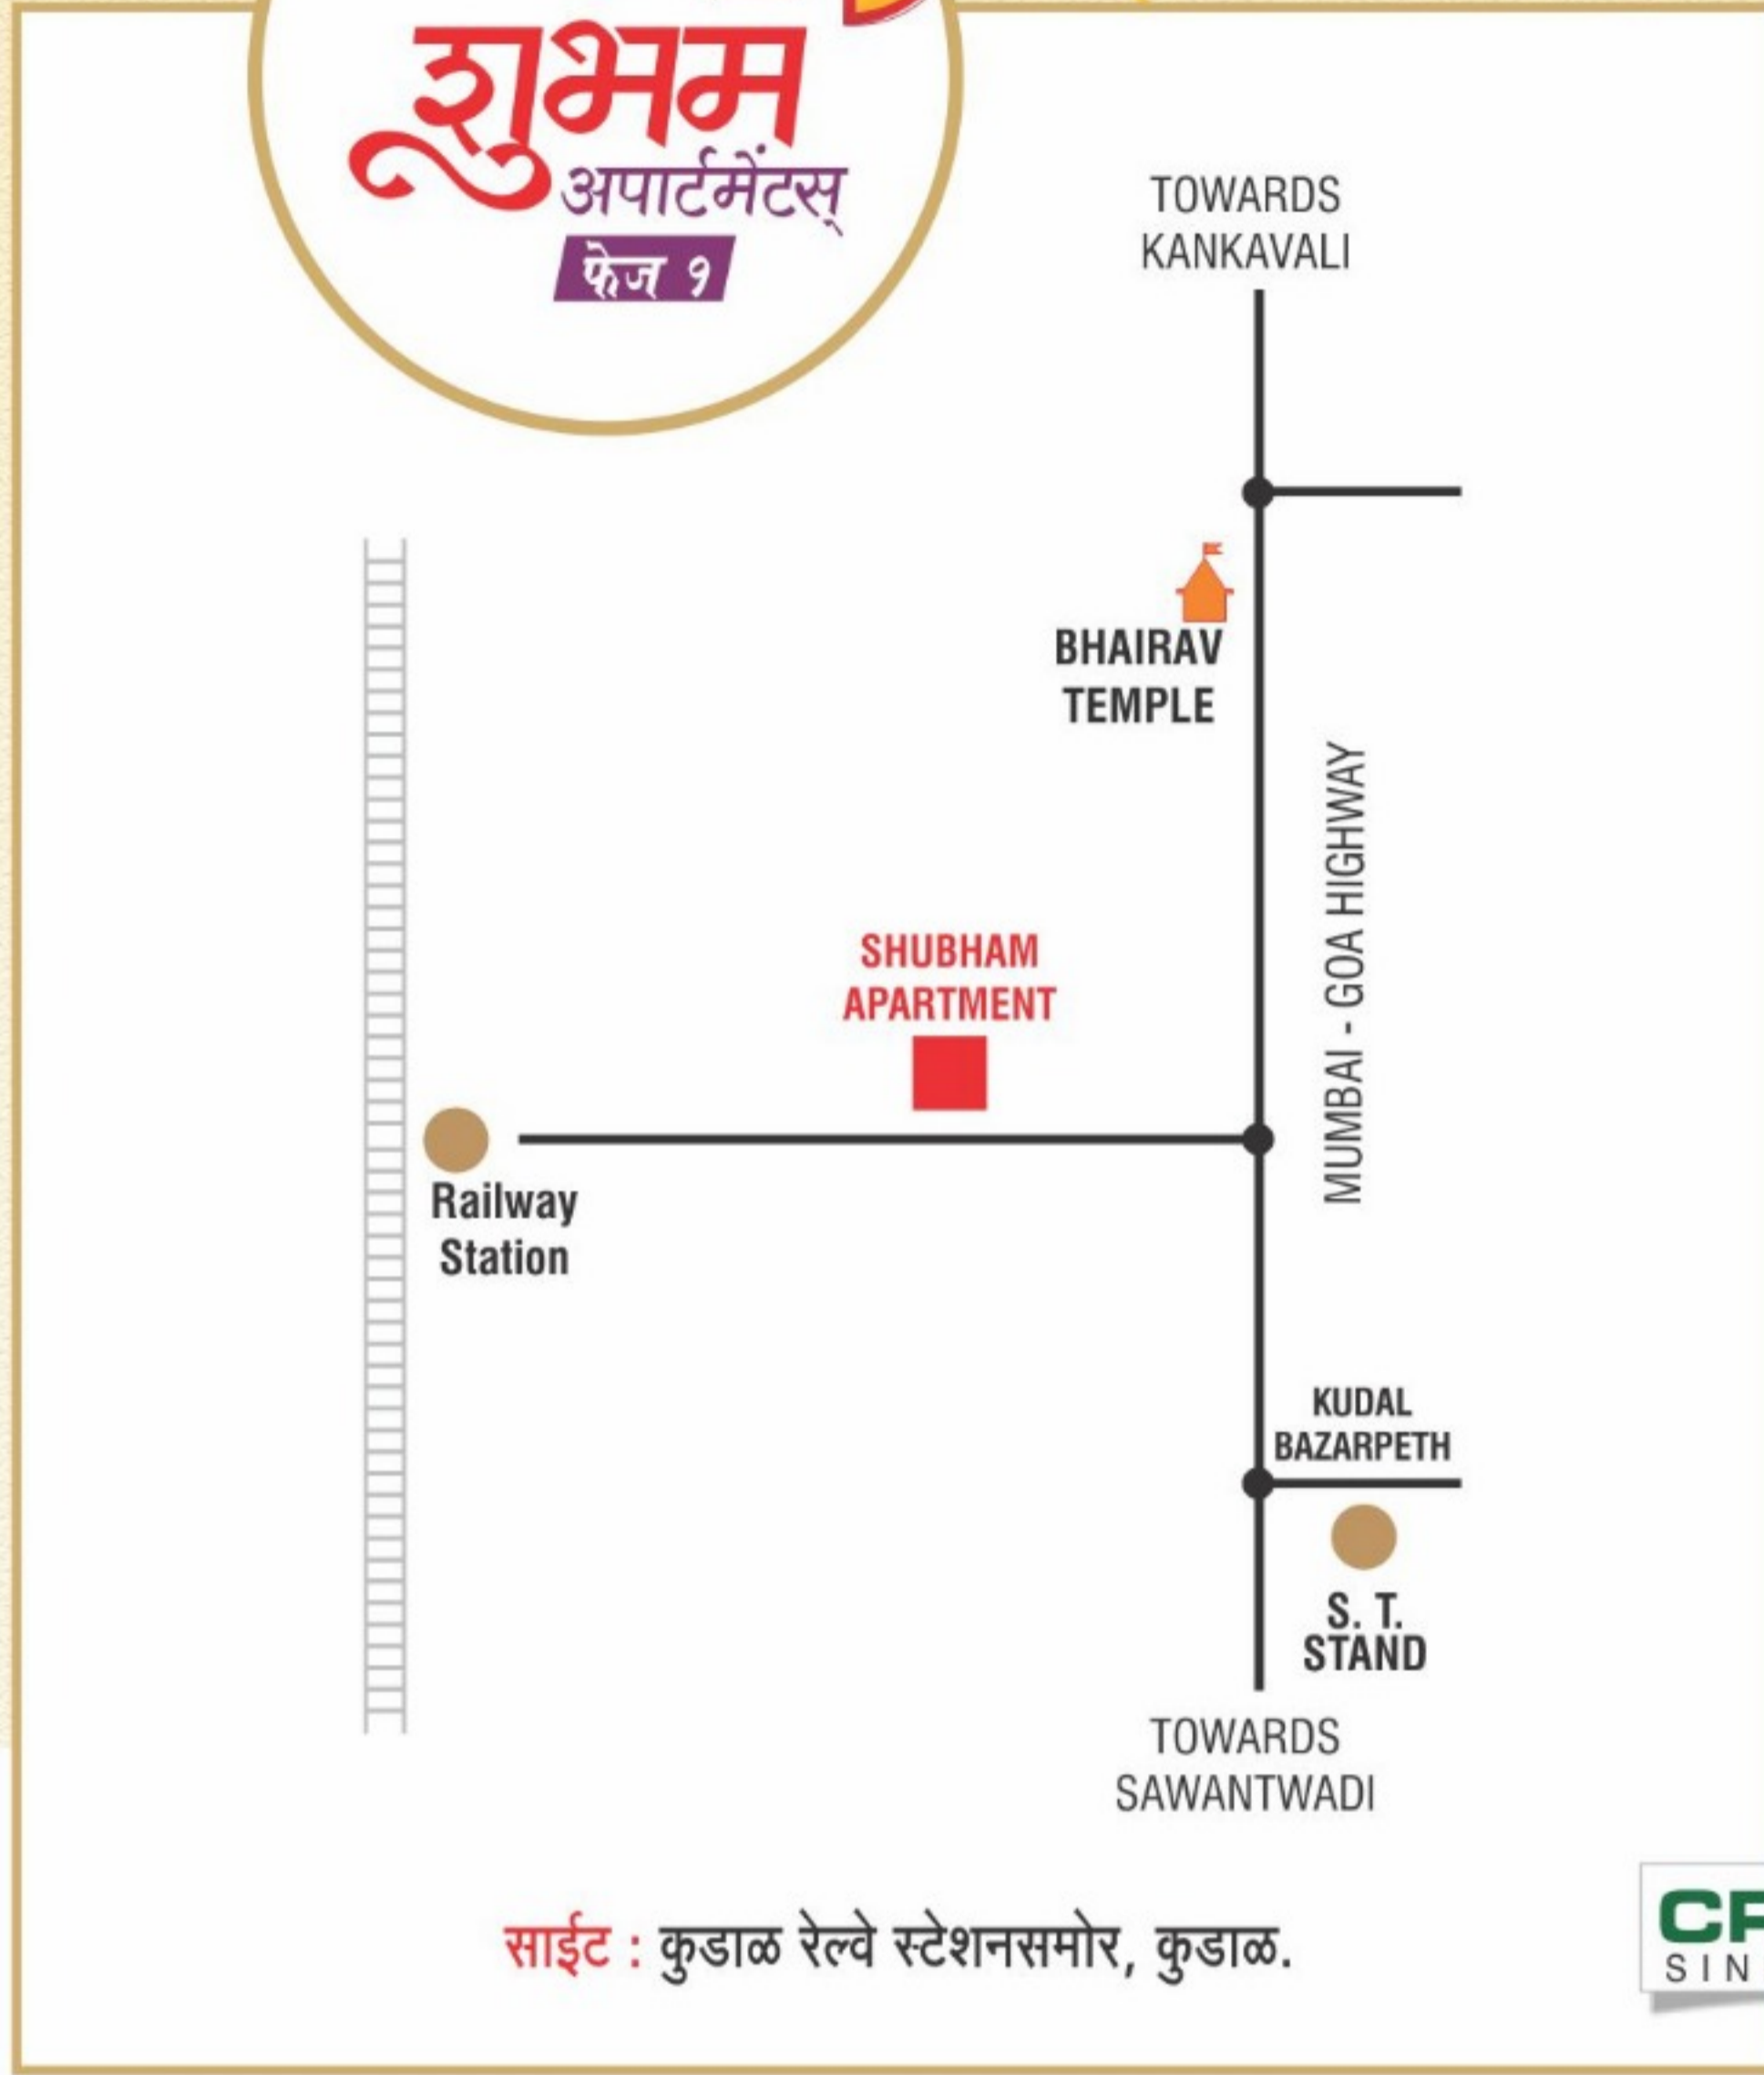 शुभम
अपार्टमेंटस्
फेज १
TOWARDS
KANKAVALI
BHAIRAV
TEMPLE
MUMBAI - GOA HIGHWAY
SHUBHAM
APARTMENT
Railway
Station
KUDAL
BAZARPETH
S. T.
STAND
TOWARDS
SAWANTWADI
साईट : कुडाळ रेल्वे स्टेशनसमोर, कुडाळ.